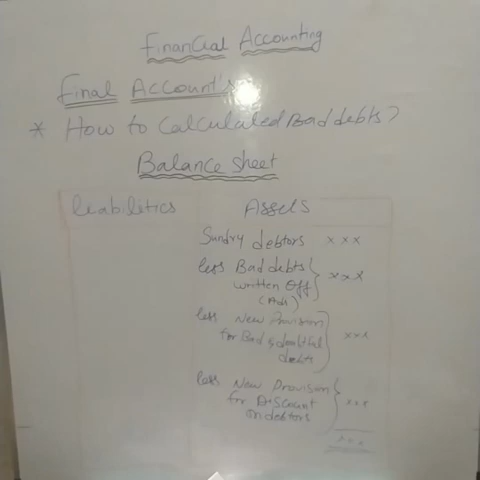 Financial Accounting
Final Account's
* How to Calculated Bad debts?
Balance sheet
liabilities Assets
Sundry debtors xxx
less Bad debts
written off } xxx
(Adj)
less New Provision
for Bad & doubtful } xxx
debts
less New Provision
for Discount } xxx
on debtors
xxx